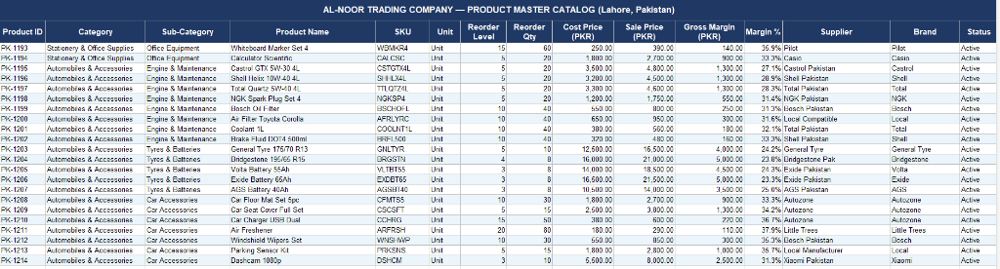 AL-NOOR TRADING COMPANY — PRODUCT MASTER CATALOG (Lahore, Pakistan)
Product ID Category Sub-Category Product Name SKU Unit Reorder Level Reorder Qty Cost Price (PKR) Sale Price (PKR) Gross Margin (PKR) Margin % Supplier Brand Status
PK-1193 Stationery & Office Supplies Office Equipment Whiteboard Marker Set 4 WBMKR4 Unit 15 60 250.00 390.00 140.00 35.9% Pilot Pilot Active
PK-1194 Stationery & Office Supplies Office Equipment Calculator Scientific CALCSC Unit 5 20 1,800.00 2,700.00 900.00 33.3% Casio Casio Active
PK-1195 Automobiles & Accessories Engine & Maintenance Castrol GTX 5W-30 4L CSTGTX4L Unit 5 20 3,500.00 4,800.00 1,300.00 27.1% Castrol Pakistan Castrol Active
PK-1196 Automobiles & Accessories Engine & Maintenance Shell Helix 10W-40 4L SHLHX4L Unit 5 20 3,200.00 4,500.00 1,300.00 28.9% Shell Pakistan Shell Active
PK-1197 Automobiles & Accessories Engine & Maintenance Total Quartz 5W-40 4L TTLQTZ4L Unit 5 20 3,300.00 4,600.00 1,300.00 28.3% Total Pakistan Total Active
PK-1198 Automobiles & Accessories Engine & Maintenance NGK Spark Plug Set 4 NGKSP4 Unit 5 20 1,200.00 1,750.00 550.00 31.4% NGK Pakistan NGK Active
PK-1199 Automobiles & Accessories Engine & Maintenance Bosch Oil Filter BSCHOFL Unit 10 40 550.00 800.00 250.00 31.3% Bosch Pakistan Bosch Active
PK-1200 Automobiles & Accessories Engine & Maintenance Air Filter Toyota Corolla AFRLYRC Unit 10 40 650.00 950.00 300.00 31.6% Local Compatible Local Active
PK-1201 Automobiles & Accessories Engine & Maintenance Coolant 1L COOLNT1L Unit 10 40 380.00 560.00 180.00 32.1% Total Pakistan Total Active
PK-1202 Automobiles & Accessories Engine & Maintenance Brake Fluid DOT4 500ml BRFL500 Unit 10 40 320.00 480.00 160.00 33.3% Shell Pakistan Shell Active
PK-1203 Automobiles & Accessories Tyres & Batteries General Tyre 175/70 R13 GNLTYR Unit 5 10 12,500.00 16,500.00 4,000.00 24.2% General Tyre General Tyre Active
PK-1204 Automobiles & Accessories Tyres & Batteries Bridgestone 195/65 R15 BRGSTN Unit 4 8 16,000.00 21,000.00 5,000.00 23.8% Bridgestone Pak Bridgestone Active
PK-1205 Automobiles & Accessories Tyres & Batteries Volta Battery 55Ah VLTBT55 Unit 3 8 14,000.00 18,500.00 4,500.00 24.3% Exide Pakistan Volta Active
PK-1206 Automobiles & Accessories Tyres & Batteries Exide Battery 65Ah EXDBT65 Unit 3 8 16,500.00 21,500.00 5,000.00 23.3% Exide Pakistan Exide Active
PK-1207 Automobiles & Accessories Tyres & Batteries AGS Battery 40Ah AGSBT40 Unit 3 8 10,500.00 14,000.00 3,500.00 25.0% AGS Pakistan AGS Active
PK-1208 Automobiles & Accessories Car Accessories Car Floor Mat Set 5pc CFMTS5 Unit 10 30 1,800.00 2,700.00 900.00 33.3% Autozone Autozone Active
PK-1209 Automobiles & Accessories Car Accessories Car Seat Cover Full Set CSCSFT Unit 5 15 2,500.00 3,800.00 1,300.00 34.2% Autozone Autozone Active
PK-1210 Automobiles & Accessories Car Accessories Car Charger USB Dual CCHRG Unit 15 50 380.00 600.00 220.00 36.7% Autozone Autozone Active
PK-1211 Automobiles & Accessories Car Accessories Air Freshener ARFRSH Unit 20 80 180.00 290.00 110.00 37.9% Little Trees Little Trees Active
PK-1212 Automobiles & Accessories Car Accessories Windshield Wipers Set WNSHWP Unit 10 30 550.00 850.00 300.00 35.3% Bosch Pakistan Bosch Active
PK-1213 Automobiles & Accessories Car Accessories Parking Sensor Kit PRKSNS Unit 5 15 1,800.00 2,800.00 1,000.00 35.7% Local Manufacturer Local Active
PK-1214 Automobiles & Accessories Car Accessories Dashcam 1080p DSHCM Unit 3 10 5,500.00 8,000.00 2,500.00 31.3% Xiaomi Pakistan Xiaomi Active